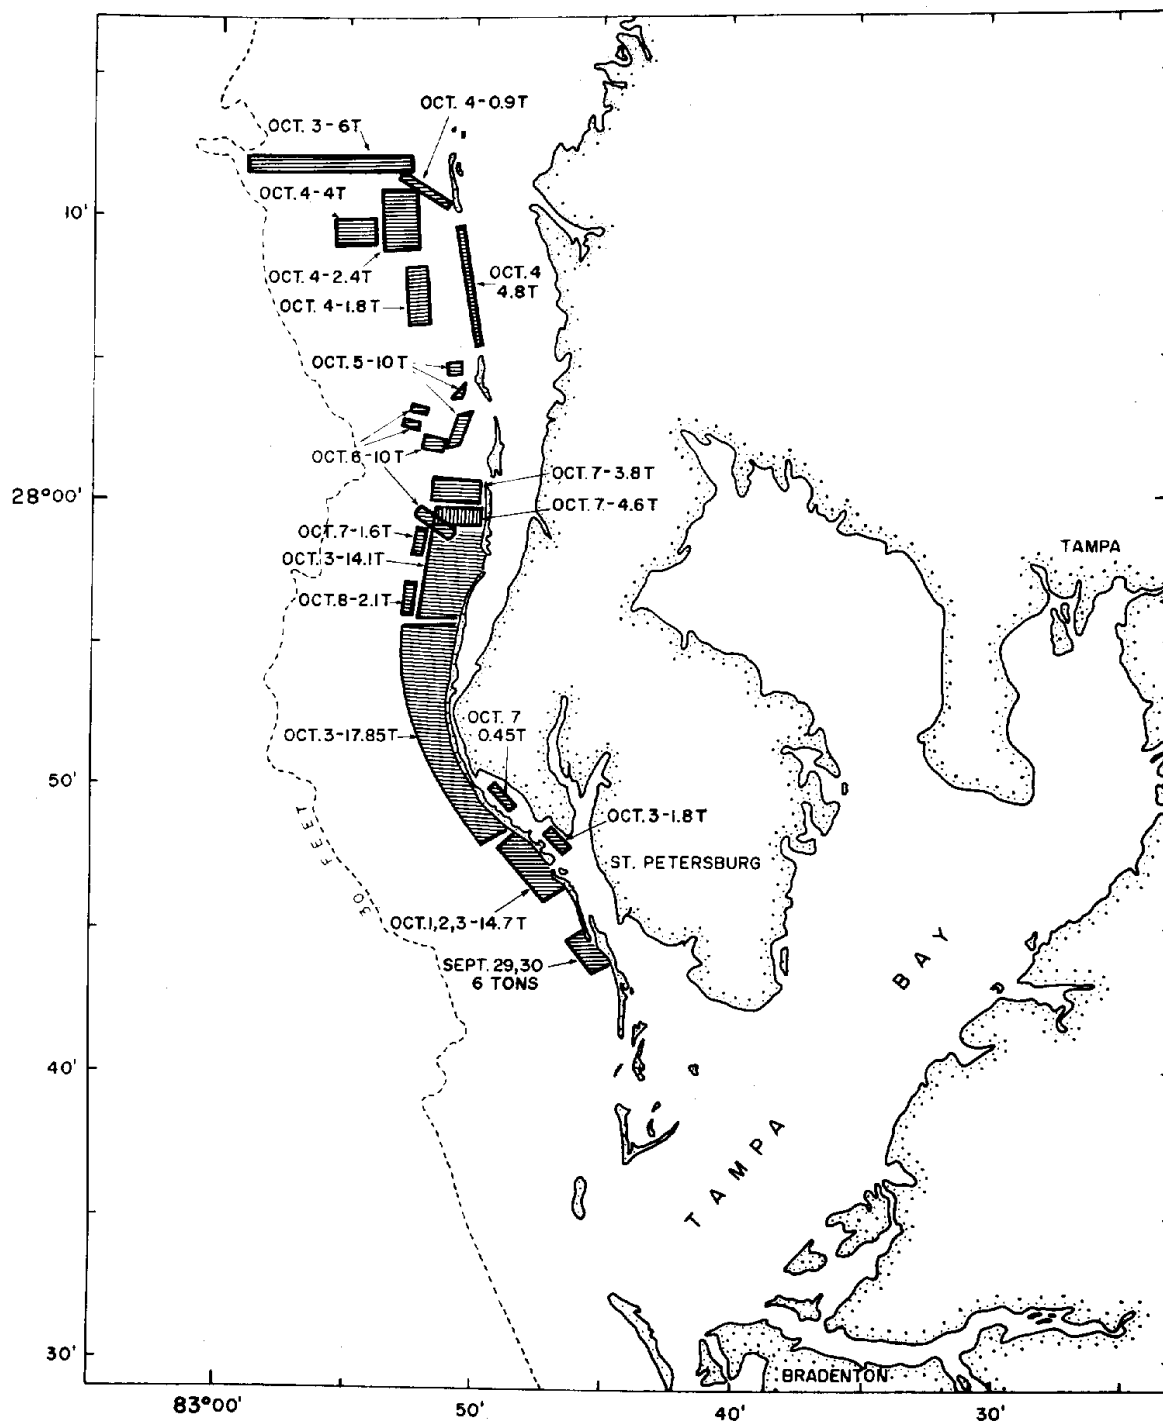 OCT. 4-0.9T
OCT. 3-6T
OCT. 4-4T
10'
OCT. 4-2.4T
OCT. 4
4.8T
OCT. 4-1.8T
OCT. 5-10T
OCT. 6-10T
OCT. 7-3.8T
28°00'
OCT. 7-4.6T
OCT. 7-1.6T
TAMPA
OCT. 3-14.1T
OCT. 8-2.1T
OCT. 7
0.45T
OCT. 3-17.85T
50'
OCT. 3-1.8T
30 FEET
ST. PETERSBURG
OCT. 1,2,3-14.7T
SEPT. 29,30
6 TONS
40'
TAMPA BAY
30'
BRADENTON
83°00'
50'
40'
30'